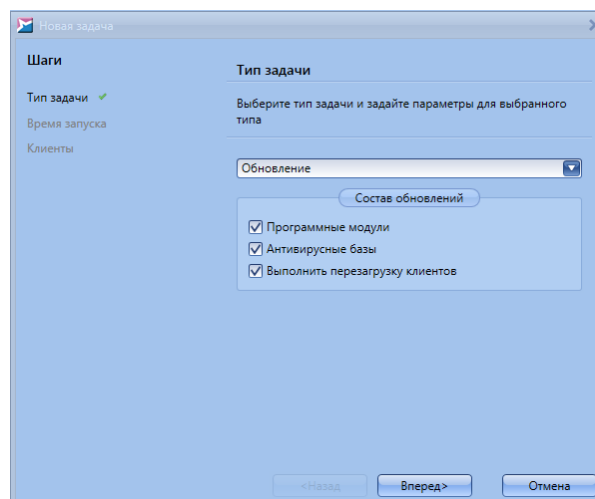 Новая задача
Шаги
Тип задачи
Время запуска
Клиенты
Тип задачи
Выберите тип задачи и задайте параметры для выбранного
типа
Обновление
Состав обновлений
Программные модули
Антивирусные базы
Выполнить перезагрузку клиентов
<Назад
Вперед>
Отмена